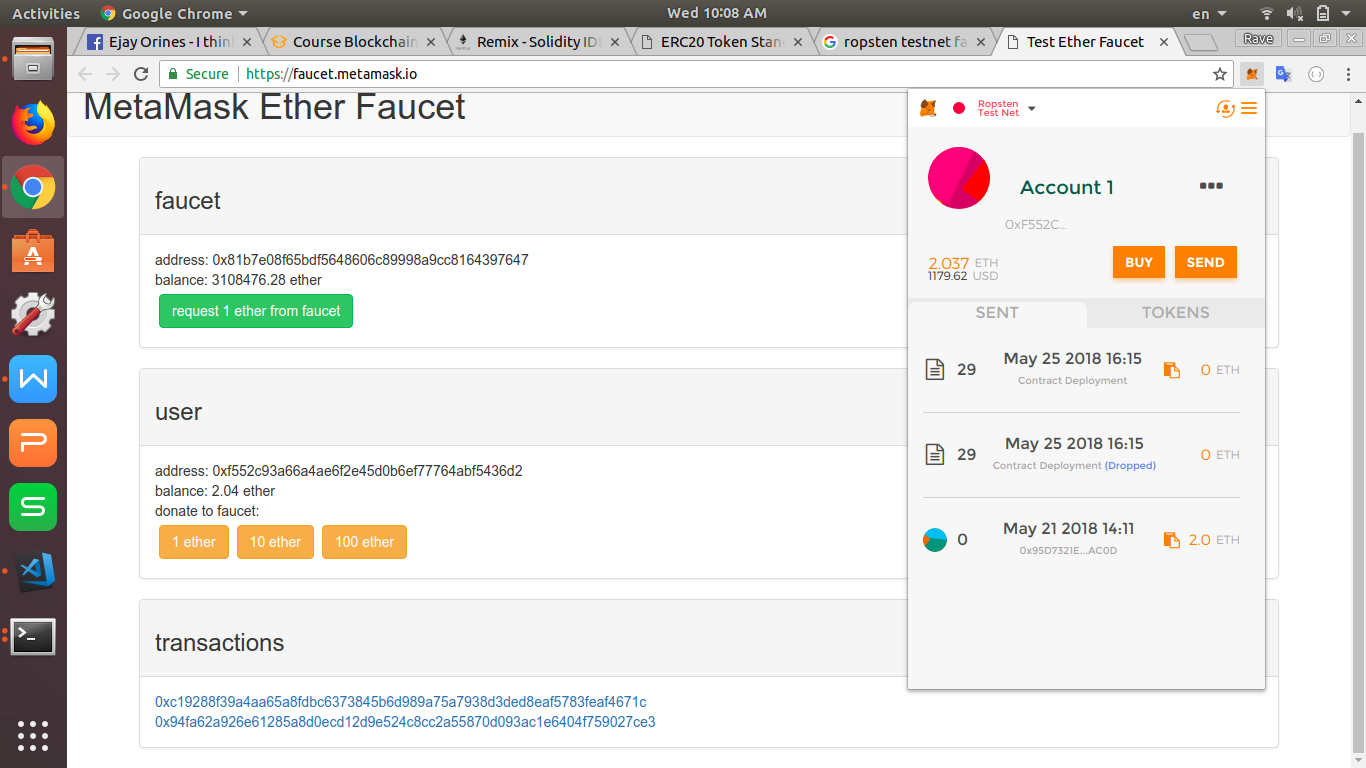 Activities
Google Chrome
Wed 10:08 AM
en
Ejay Orines - I thin
Course Blockchain
Remix - Solidity IDE
ERC20 Token Stan
ropsten testnet fa
Test Ether Faucet
Rave
Secure
https://faucet.metamask.io
MetaMask Ether Faucet
faucet
address: 0x81b7e08f65bdf5648606c89998a9cc8164397647
balance: 3108476.28 ether
request 1 ether from faucet
user
address: 0xf552c93a66a4ae6f2e45d0b6ef77764abf5436d2
balance: 2.04 ether
donate to faucet:
1 ether
10 ether
100 ether
transactions
0xc19288f39a4aa65a8fdbc6373845b6d989a75a7938d3ded8eaf5783feaf4671c
0x94fa62a926e61285a8d0ecd12d9e524c8cc2a55870d093ac1e6404f759027ce3
Ropsten
Test Net
Account 1
0xF552C...
2.037 ETH
1179.62 USD
BUY
SEND
SENT
TOKENS
29
May 25 2018 16:15
Contract Deployment
0 ETH
29
May 25 2018 16:15
Contract Deployment (Dropped)
0 ETH
0
May 21 2018 14:11
0x95D7321E...AC0D
2.0 ETH